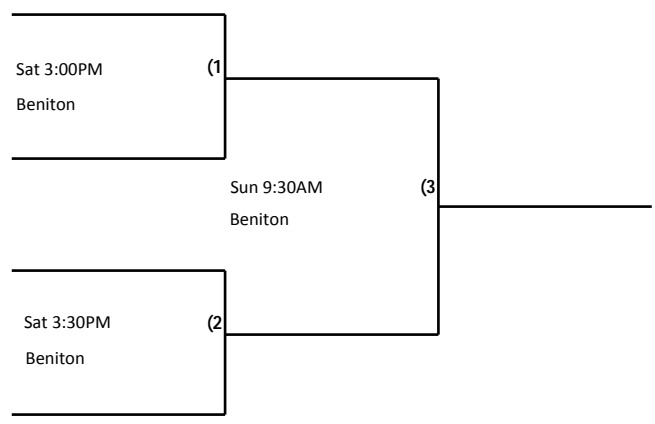 Sat 3:00PM (1
Beniton
Sun 9:30AM (3
Beniton
Sat 3:30PM (2
Beniton